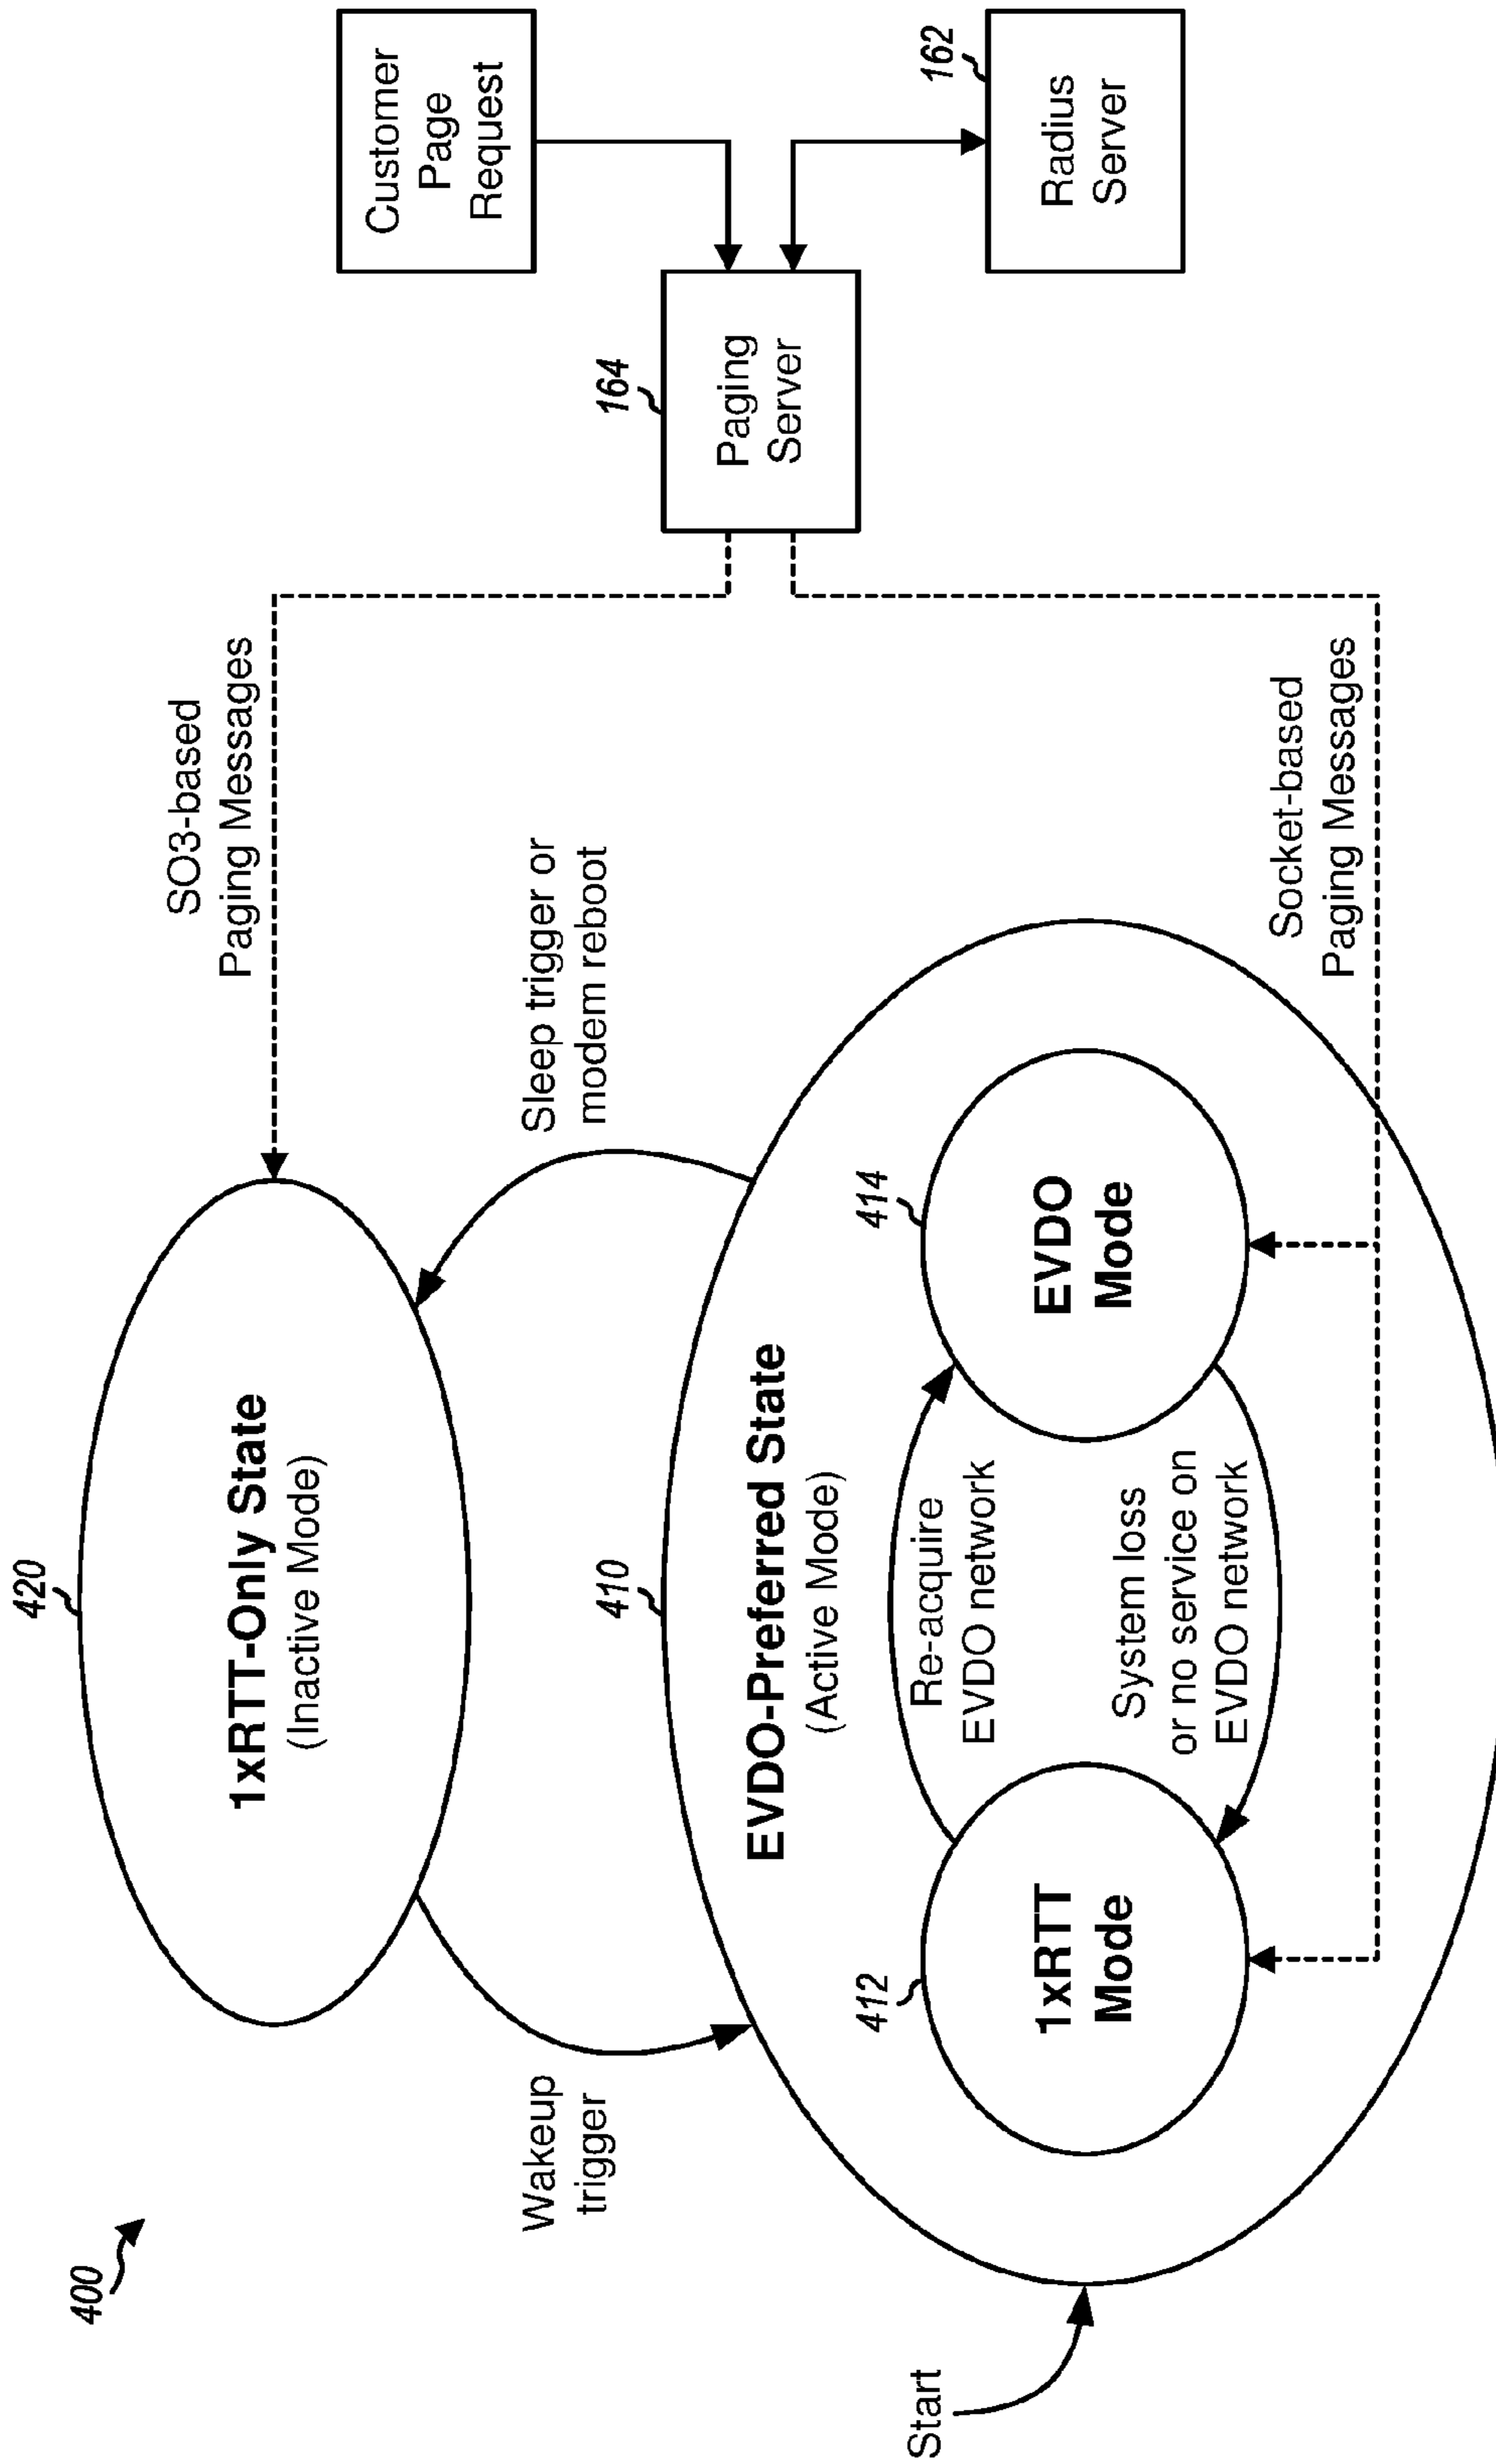 400
420
1xRTT-Only State
(Inactive Mode)
SO3-based
Paging Messages
Customer
Page
Request
Wakeup
trigger
Sleep trigger or
modem reboot
164
Paging
Server
410
EVDO-Preferred State
(Active Mode)
162
Radius
Server
Start
412
1xRTT
Mode
Re-acquire
EVDO network
System loss
or no service on
EVDO network
414
EVDO
Mode
Socket-based
Paging Messages